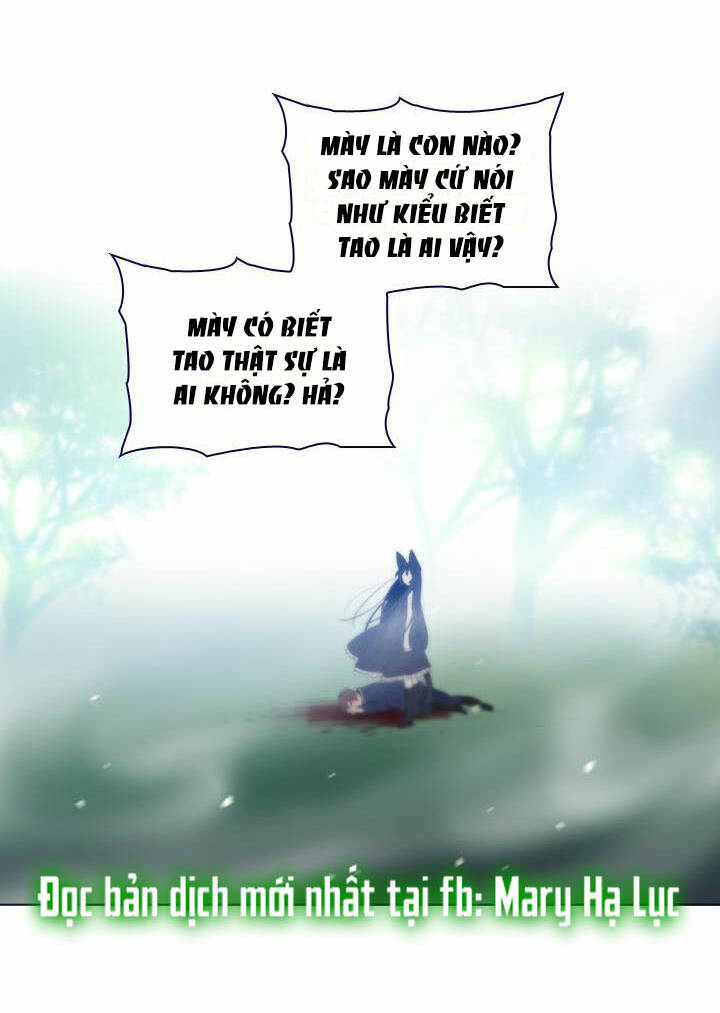 MÀY LÀ CON NÀO?
SAO MÀY CỨ NÓI
NHƯ KIỂU BIẾT
TAO LÀ AI VẬY?
MÀY CÓ BIẾT
TAO THẬT SỰ LÀ
AI KHÔNG? HẢ?
Đọc bản dịch mới nhất tại fb: Mary Hạ Lục